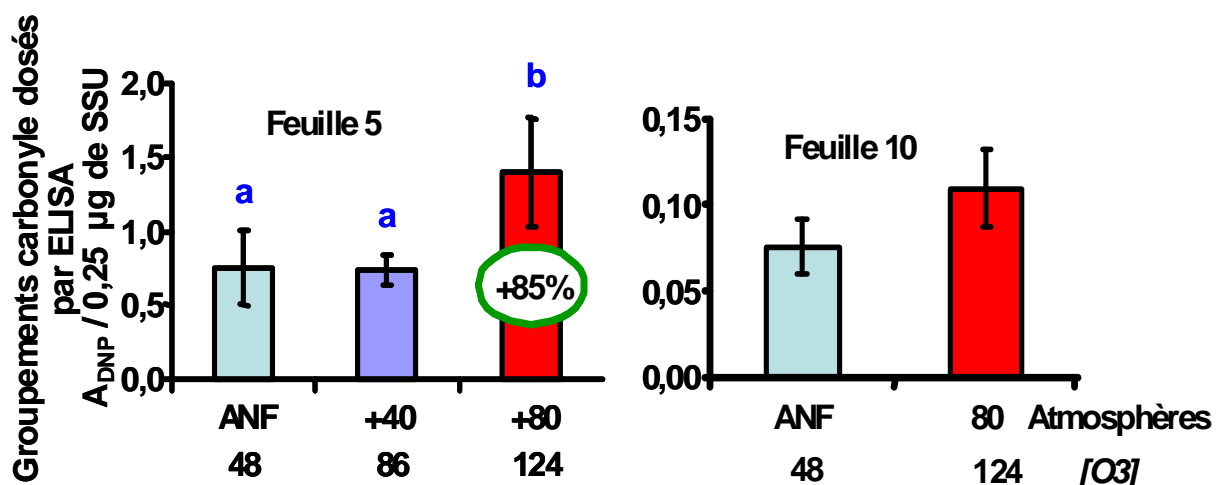 Groupements carbonyle dosés
par ELISA
ADNP / 0,25 µg de SSU
2,0
1,5
1,0
0,5
0,0
Feuille 5
a
a
b
+85%
ANF +40 +80
48 86 124
0,15
0,10
0,05
0,00
Feuille 10
ANF 80 Atmosphères
48 124 [O3]